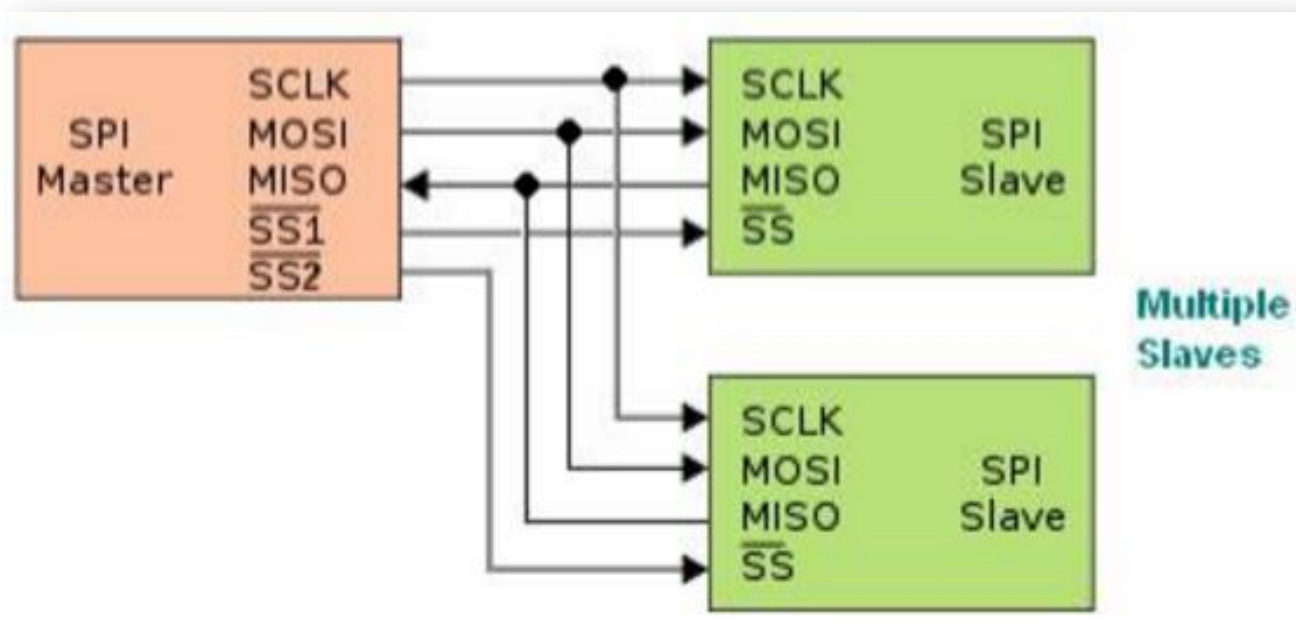 SPI
Master
SCLK
MOSI
MISO
SS1
SS2
SCLK
MOSI
MISO
SS
SPI
Slave
Multiple
Slaves
SCLK
MOSI
MISO
SS
SPI
Slave